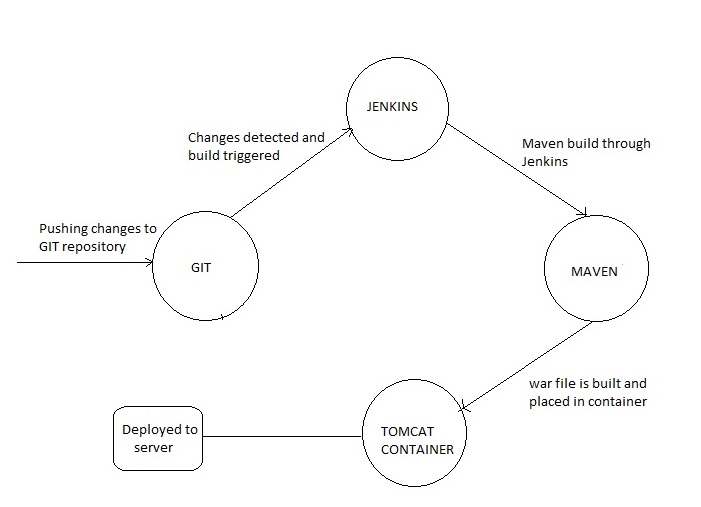 JENKINS
Changes detected and
build triggered
Maven build through
Jenkins
Pushing changes to
GIT repository
GIT
MAVEN
war file is built and
placed in container
TOMCAT
CONTAINER
Deployed to
server